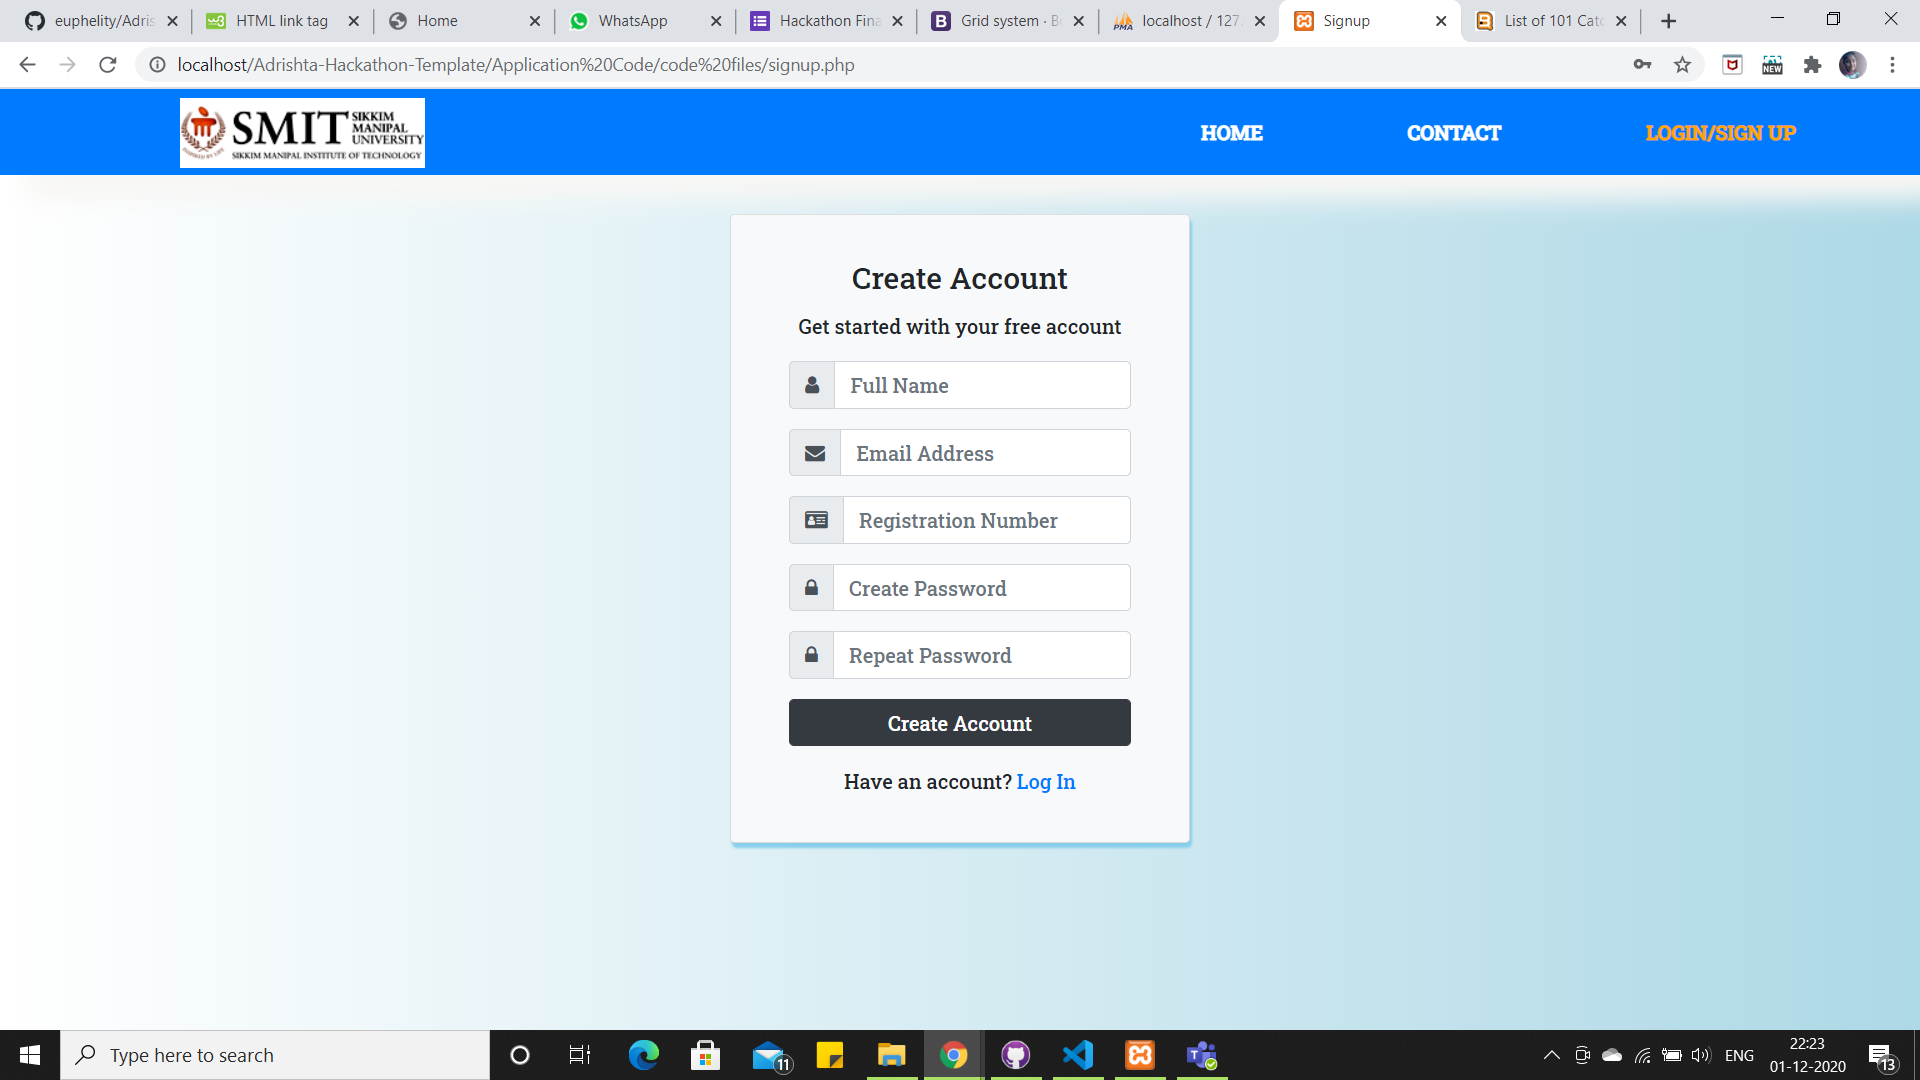 euphelity/Adris
HTML link tag
Home
WhatsApp
Hackathon Fina
Grid system · B
localhost / 127.
Signup
List of 101 Catc
localhost/Adrishta-Hackathon-Template/Application%20Code/code%20files/signup.php
SMIT SIKKIM MANIPAL UNIVERSITY
SIKKIM MANIPAL INSTITUTE OF TECHNOLOGY
HOME
CONTACT
LOGIN/SIGN UP
Create Account
Get started with your free account
Full Name
Email Address
Registration Number
Create Password
Repeat Password
Create Account
Have an account? Log In
Type here to search
11
ENG
22:23
01-12-2020
13